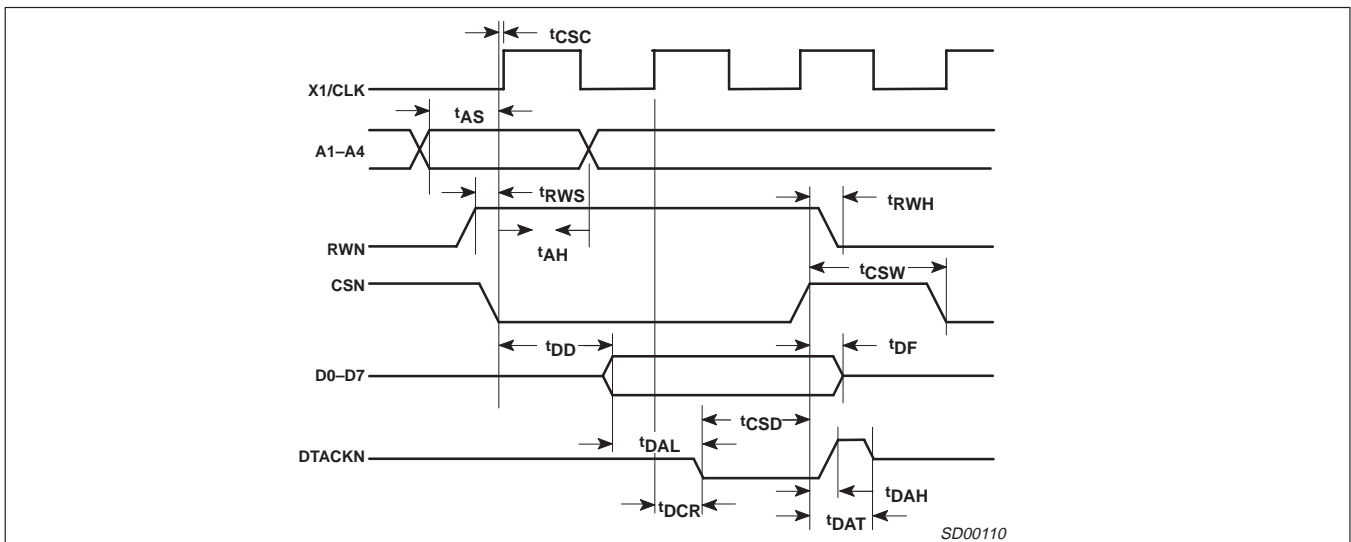 tCSC
X1/CLK
tAS
A1–A4
tRWS
tRWH
RWN
tAH
tCSW
CSN
tDD
tDF
D0–D7
tCSD
tDAL
DTACKN
tDAH
tDCR
tDAT
SD00110